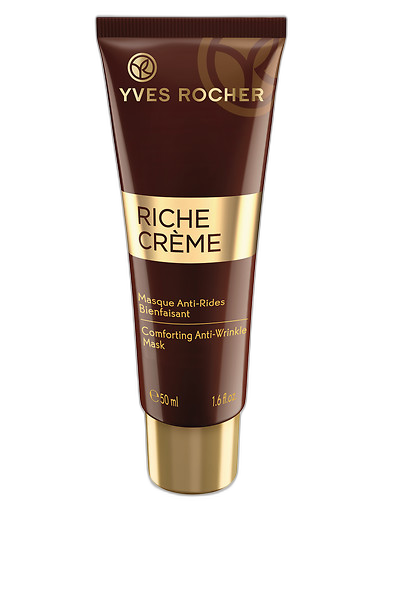 YVES ROCHER
RICHE
CRÈME
Masque Anti-Rides
Bienfaisant
Comforting Anti-Wrinkle
Mask
℮50 ml 1.6 fl.oz